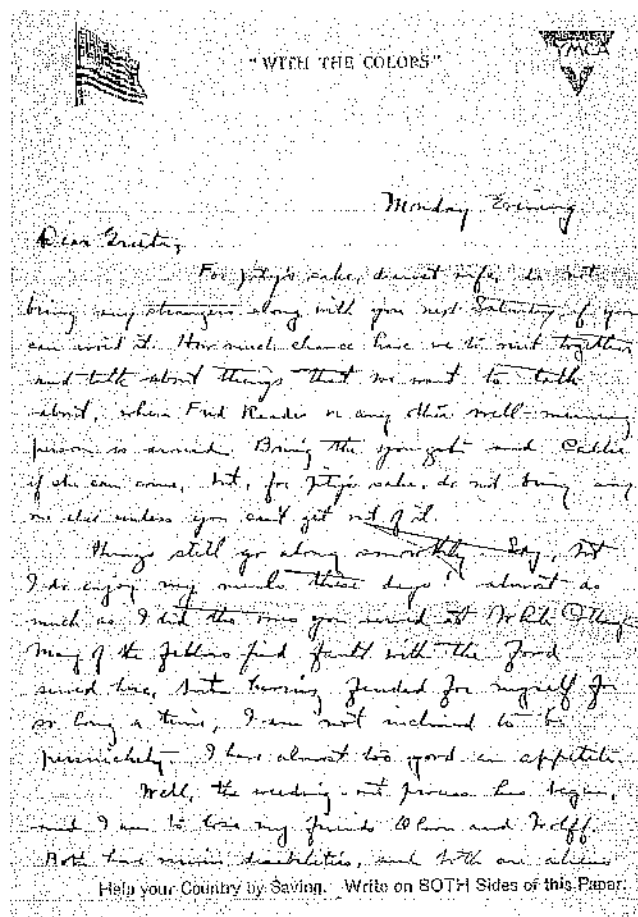 "WITH THE COLORS"
YMCA
Monday Evening
Dear
For pity's sake, dearest wife, do not
bring any strangers along with you next Saturday, if you
can avoid it. How much chance have we to meet together
and talk about things that we want to talk
about, when Fred Reader or any other well-meaning
person is around. Bring the youngster and
if she can come, but, for pity's sake, do not bring any
one else unless you can't get out of it.
Things still go along smoothly. Say, but
I do enjoy my meals these days - almost as
much as I did the ones you served at White
Many of the fellows find fault with the food
served here, but having fended for myself for
so long a time, I am not inclined to be
persnickety. I have almost too good an appetite.
Well, the weeding-out process has begun,
and I am to lose my friends Olson and Wolff.
Both have minor disabilities, and both are aliens
Help your Country by Saving. Write on BOTH Sides of this Paper.